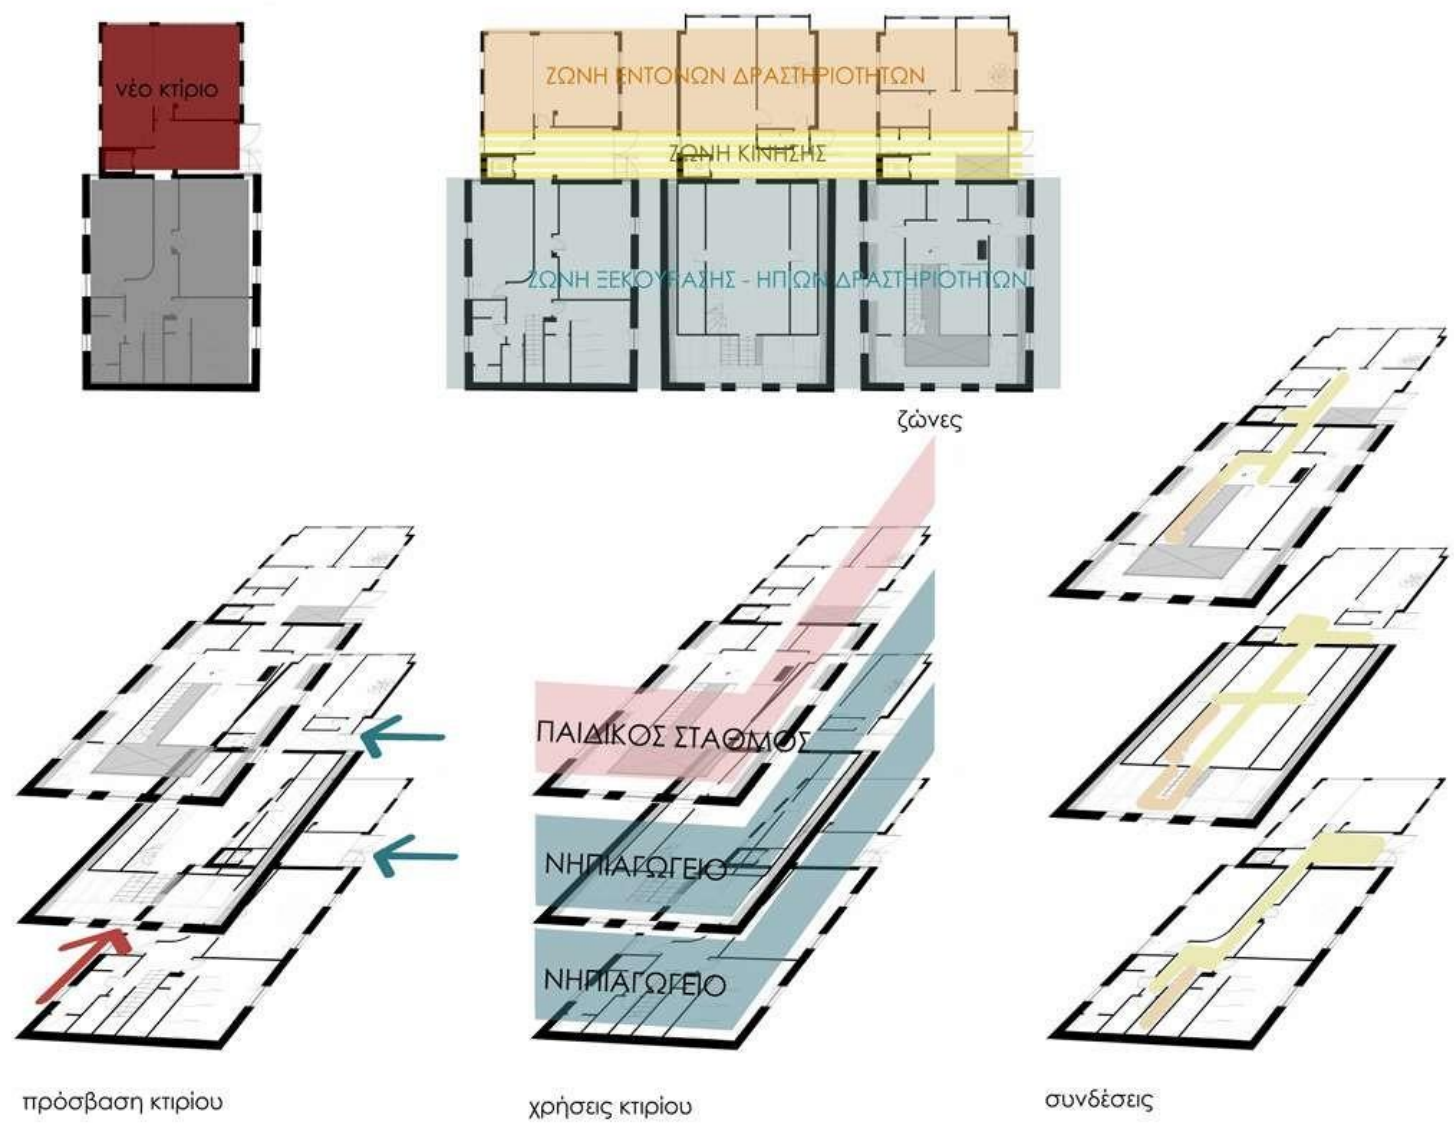 νέο κτίριο
ΖΩΝΗ ΕΝΤΟΝΩΝ ΔΡΑΣΤΗΡΙΟΤΗΤΩΝ
ΖΩΝΗ ΚΙΝΗΣΗΣ
ΖΩΝΗ ΞΕΚΟΥΡΑΣΗΣ - ΗΠΙΩΝ ΔΡΑΣΤΗΡΙΟΤΗΤΩΝ
ζώνες
ΠΑΙΔΙΚΟΣ ΣΤΑΘΜΟΣ
ΝΗΠΙΑΓΩΓΕΙΟ
ΝΗΠΙΑΓΩΓΕΙΟ
πρόσβαση κτιρίου
χρήσεις κτιρίου
συνδέσεις